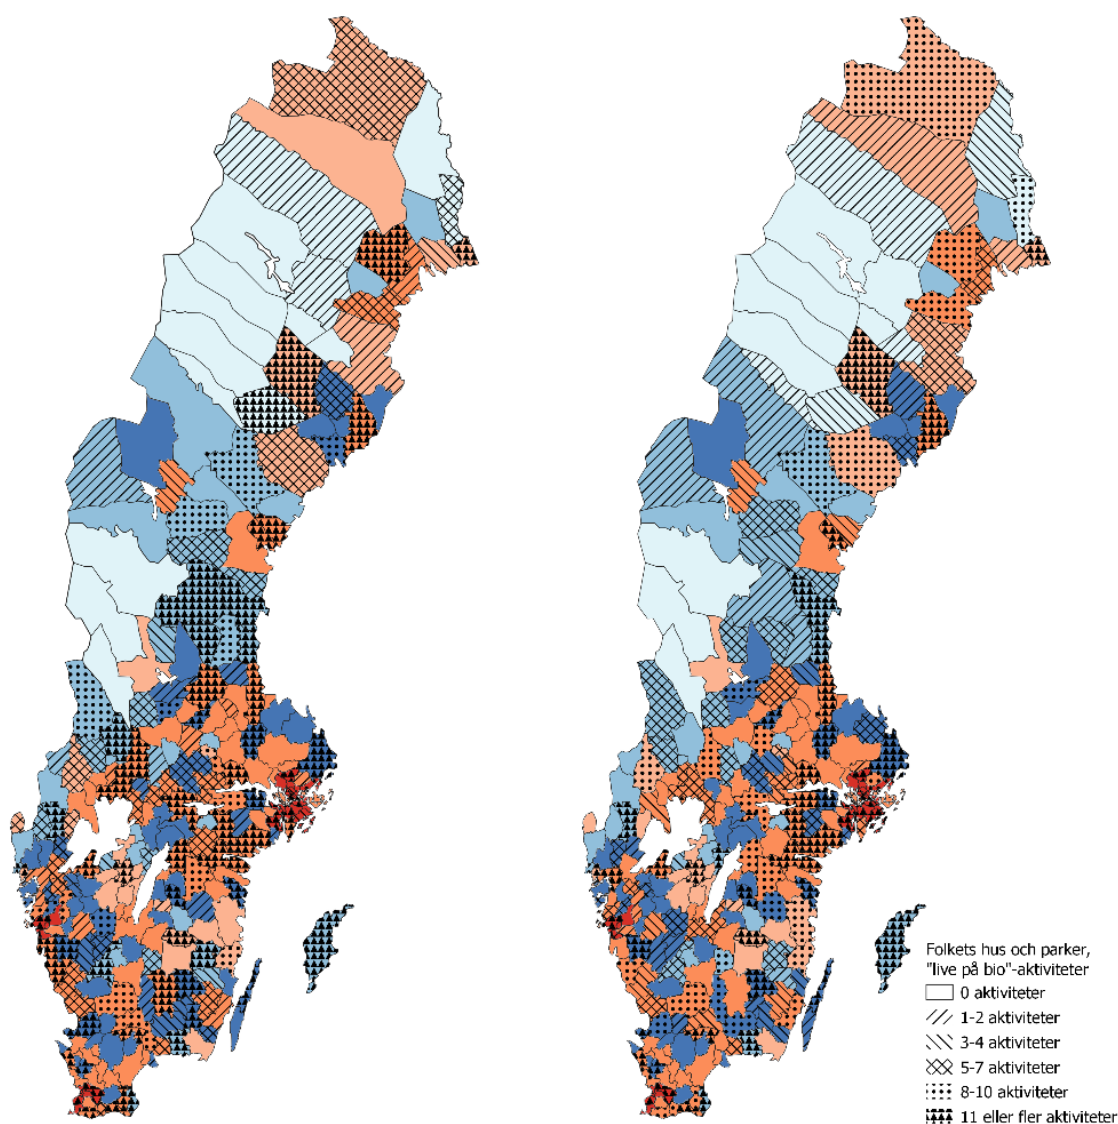 Folkets hus och parker,
"live på bio"-aktiviteter
0 aktiviteter
1-2 aktiviteter
3-4 aktiviteter
5-7 aktiviteter
8-10 aktiviteter
11 eller fler aktiviteter